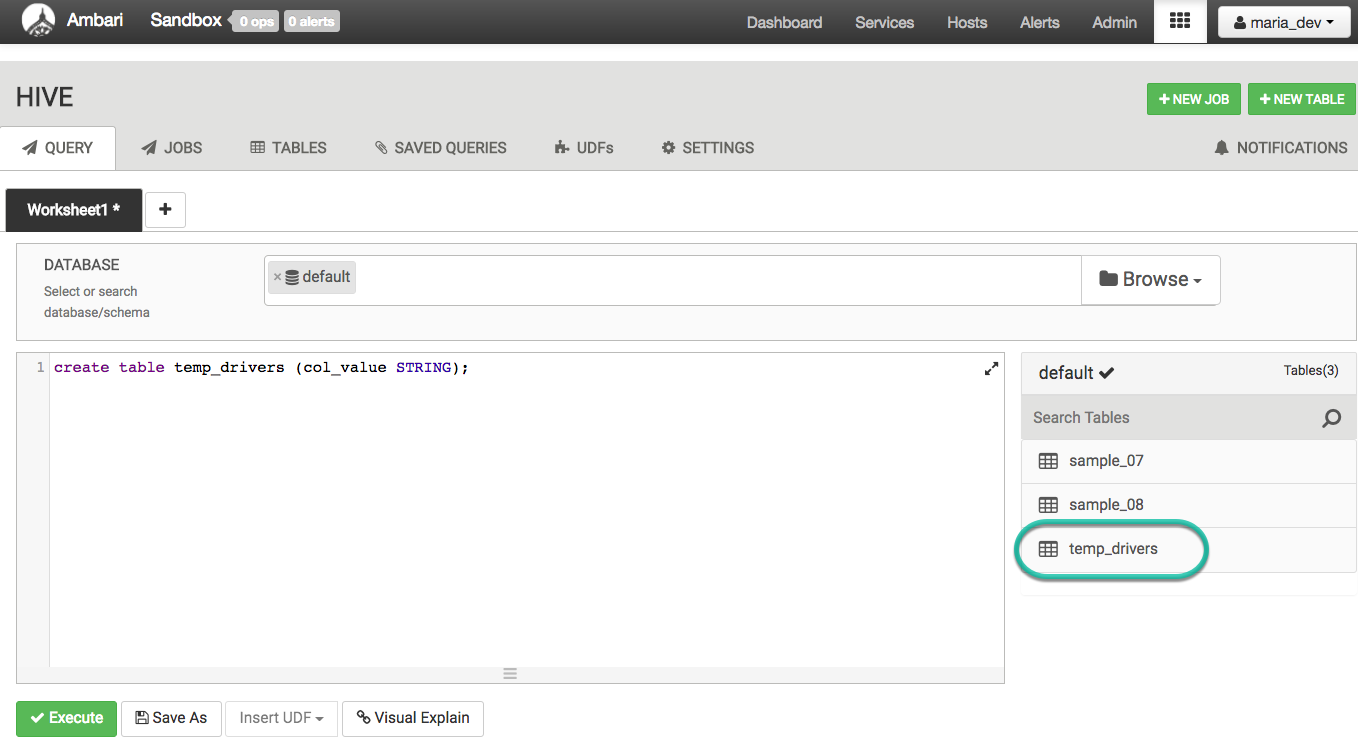 Ambari Sandbox 0 ops 0 alerts Dashboard Services Hosts Alerts Admin maria_dev
HIVE
NEW JOB NEW TABLE
QUERY JOBS TABLES SAVED QUERIES UDFs SETTINGS NOTIFICATIONS
Worksheet1 * +
DATABASE
Select or search
database/schema
× default
Browse
1 create table temp_drivers (col_value STRING);
default Tables(3)
Search Tables
sample_07
sample_08
temp_drivers
Execute Save As Insert UDF Visual Explain